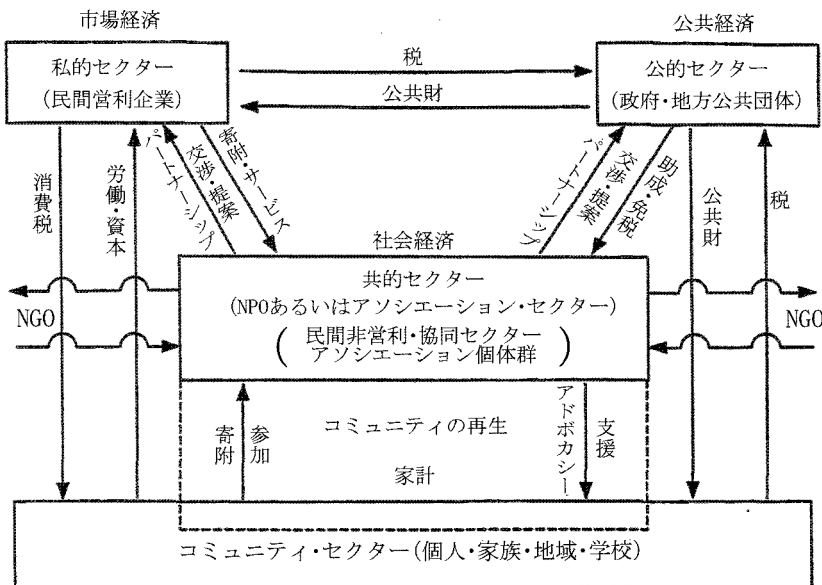 市場経済
公共経済
私的セクター
(民間営利企業)
税
公共財
公的セクター
(政府・地方公共団体)
消費税
労働・資本
パートナーシップ
交渉・提案
寄附・サービス
パートナーシップ
交渉・提案
助成・免税
公共財
税
社会経済
共的セクター
(NPOあるいはアソシエーション・セクター)
(民間非営利・協同セクター
アソシエーション個体群)
NGO
NGO
寄附
参加
コミュニティの再生
家計
アドボカシー
支援
コミュニティ・セクター(個人・家族・地域・学校)